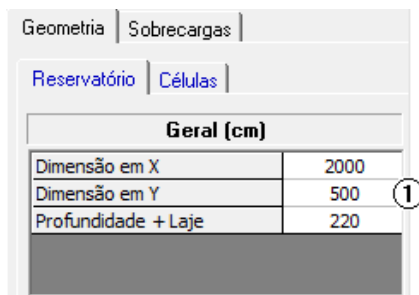 Geometria Sobrecargas
Reservatório Células
Geral (cm)
Dimensão em X 2000
Dimensão em Y 500 1
Profundidade + Laje 220